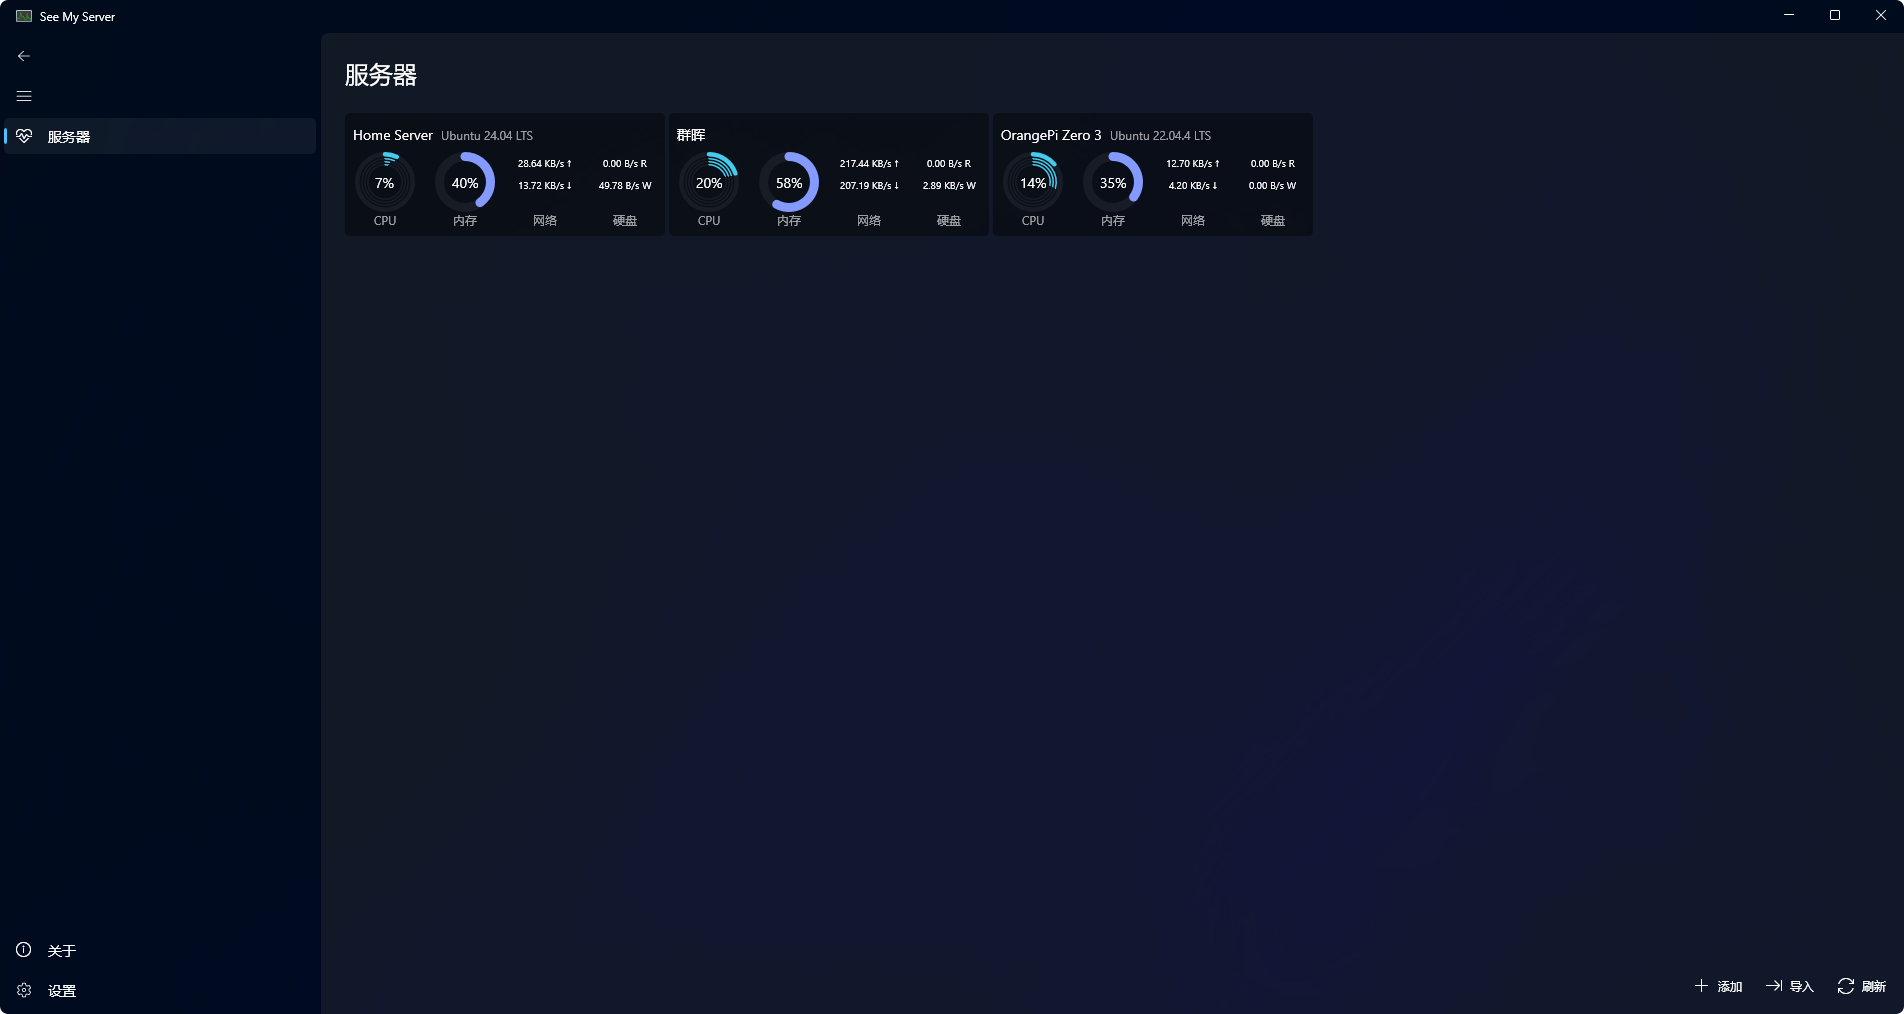 See My Server
服务器
服务器
Home Server Ubuntu 24.04 LTS
7%
CPU
40%
内存
28.64 KB/s↑
13.72 KB/s↓
网络
0.00 B/s R
49.78 B/s W
硬盘
群晖
20%
CPU
58%
内存
217.44 KB/s↑
207.19 KB/s↓
网络
0.00 B/s R
2.89 KB/s W
硬盘
OrangePi Zero 3 Ubuntu 22.04.4 LTS
14%
CPU
35%
内存
12.70 KB/s↑
4.20 KB/s↓
网络
0.00 B/s R
0.00 B/s W
硬盘
关于
设置
添加
导入
刷新